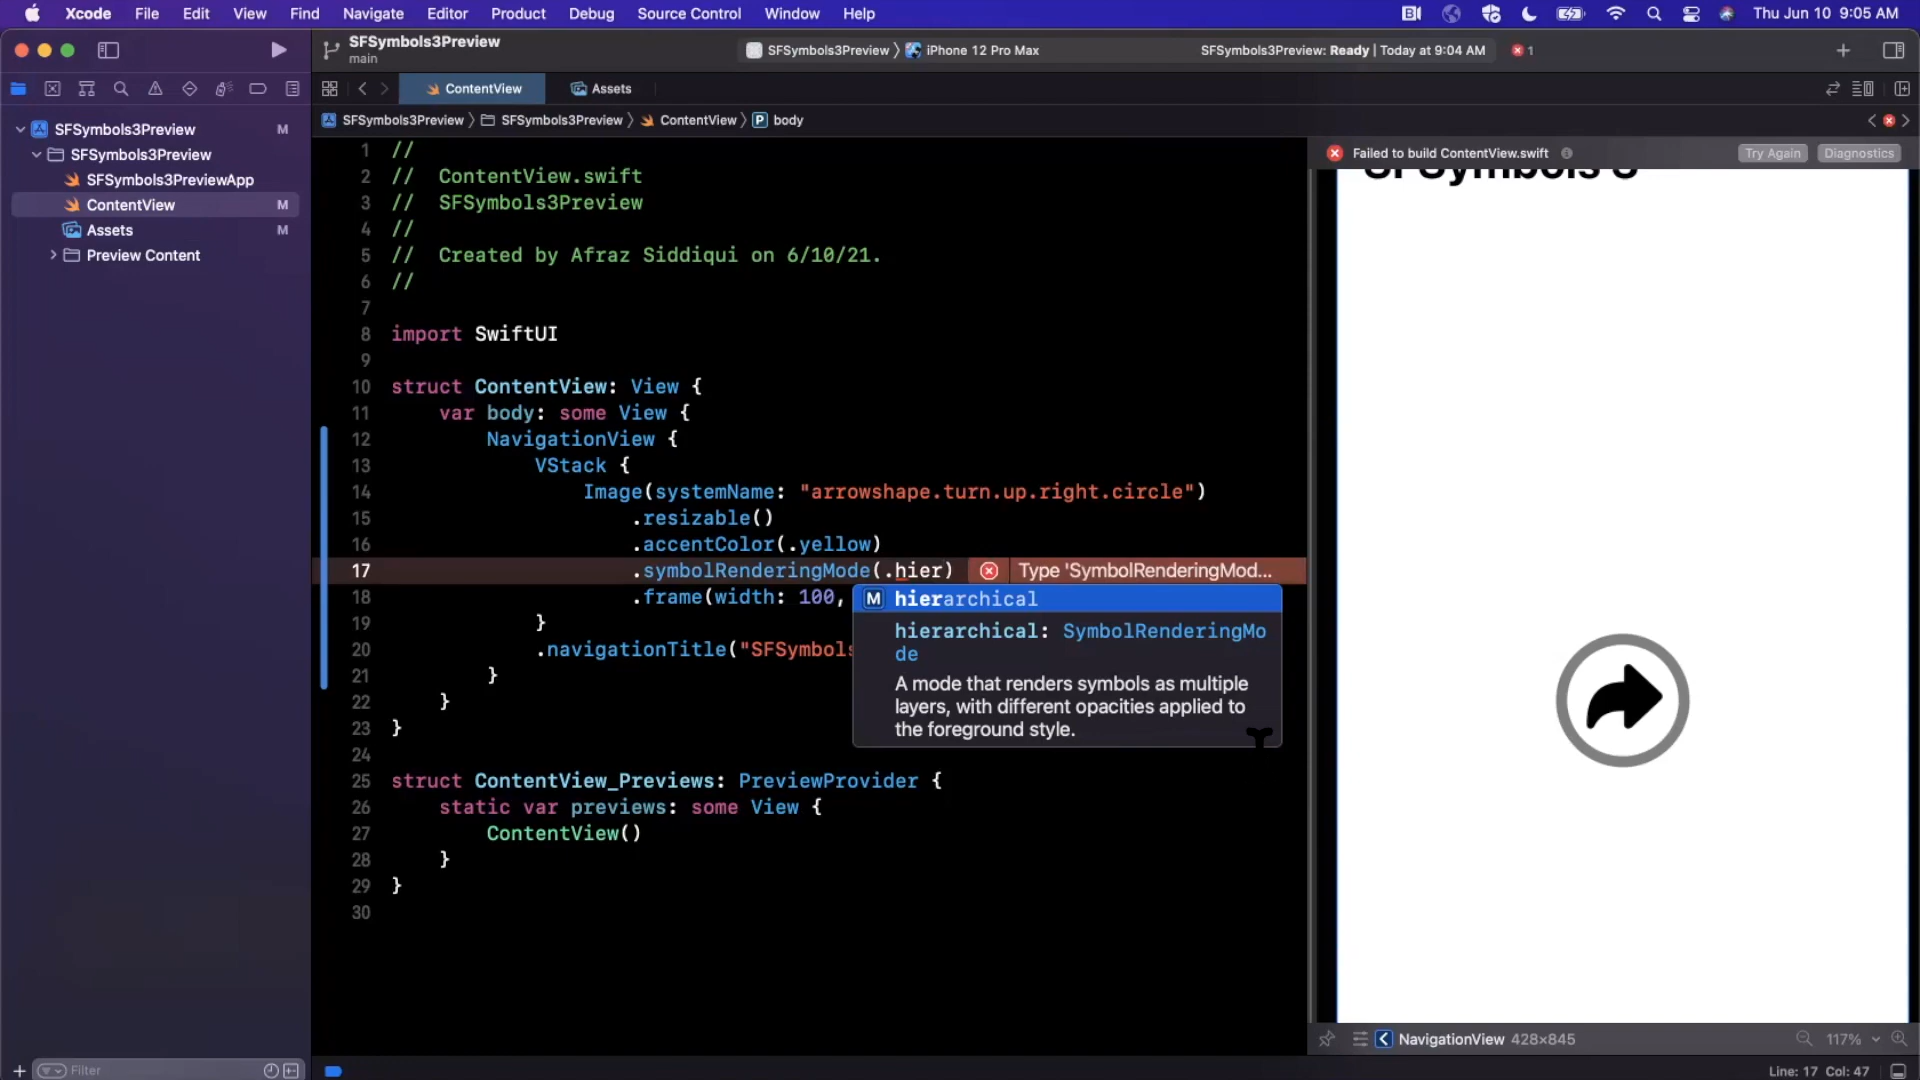 Xcode File Edit View Find Navigate Editor Product Debug Source Control Window Help Thu Jun 10 9:05 AM
SFSymbols3Preview
main
SFSymbols3Preview 〉 iPhone 12 Pro Max
SFSymbols3Preview: Ready | Today at 9:04 AM
1
ContentView
Assets
SFSymbols3Preview 〉 SFSymbols3Preview 〉 ContentView 〉 P body
SFSymbols3Preview M
SFSymbols3Preview
SFSymbols3PreviewApp
ContentView M
Assets M
Preview Content
Filter
1 //
2 //  ContentView.swift
3 //  SFSymbols3Preview
4 //
5 //  Created by Afraz Siddiqui on 6/10/21.
6 //
7
8 import SwiftUI
9
10 struct ContentView: View {
11     var body: some View {
12         NavigationView {
13             VStack {
14                 Image(systemName: "arrowshape.turn.up.right.circle")
15                     .resizable()
16                     .accentColor(.yellow)
17                     .symbolRenderingMode(.hier) Type 'SymbolRenderingMod...
18                     .frame(width: 100,
19             }
20             .navigationTitle("SFSymbols
21         }
22     }
23 }
24
25 struct ContentView_Previews: PreviewProvider {
26     static var previews: some View {
27         ContentView()
28     }
29 }
30
M hierarchical
hierarchical: SymbolRenderingMo
de
A mode that renders symbols as multiple
layers, with different opacities applied to
the foreground style.
Failed to build ContentView.swift
Try Again
Diagnostics
SFSymbols 3
NavigationView 428×845
117%
Line: 17 Col: 47